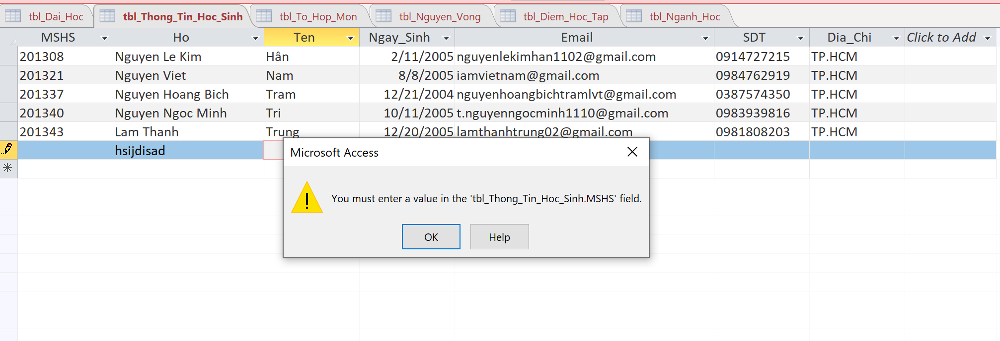 tbl_Dai_Hoc tbl_Thong_Tin_Hoc_Sinh tbl_To_Hop_Mon tbl_Nguyen_Vong tbl_Diem_Hoc_Tap tbl_Nganh_Hoc
MSHS Ho Ten Ngay_Sinh Email SDT Dia_Chi Click to Add
201308 Nguyen Le Kim Hân 2/11/2005 nguyenlekimhan1102@gmail.com 0914727215 TP.HCM
201321 Nguyen Viet Nam 8/8/2005 iamvietnam@gmail.com 0984762919 TP.HCM
201337 Nguyen Hoang Bich Tram 12/21/2004 nguyenhoangbichtramlvt@gmail.com 0387574350 TP.HCM
201340 Nguyen Ngoc Minh Tri 10/11/2005 t.nguyenngocminh1110@gmail.com 0983939816 TP.HCM
201343 Lam Thanh Trung 12/20/2005 lamthanhtrung02@gmail.com 0981808203 TP.HCM
hsijdisad
Microsoft Access
You must enter a value in the 'tbl_Thong_Tin_Hoc_Sinh.MSHS' field.
OK Help